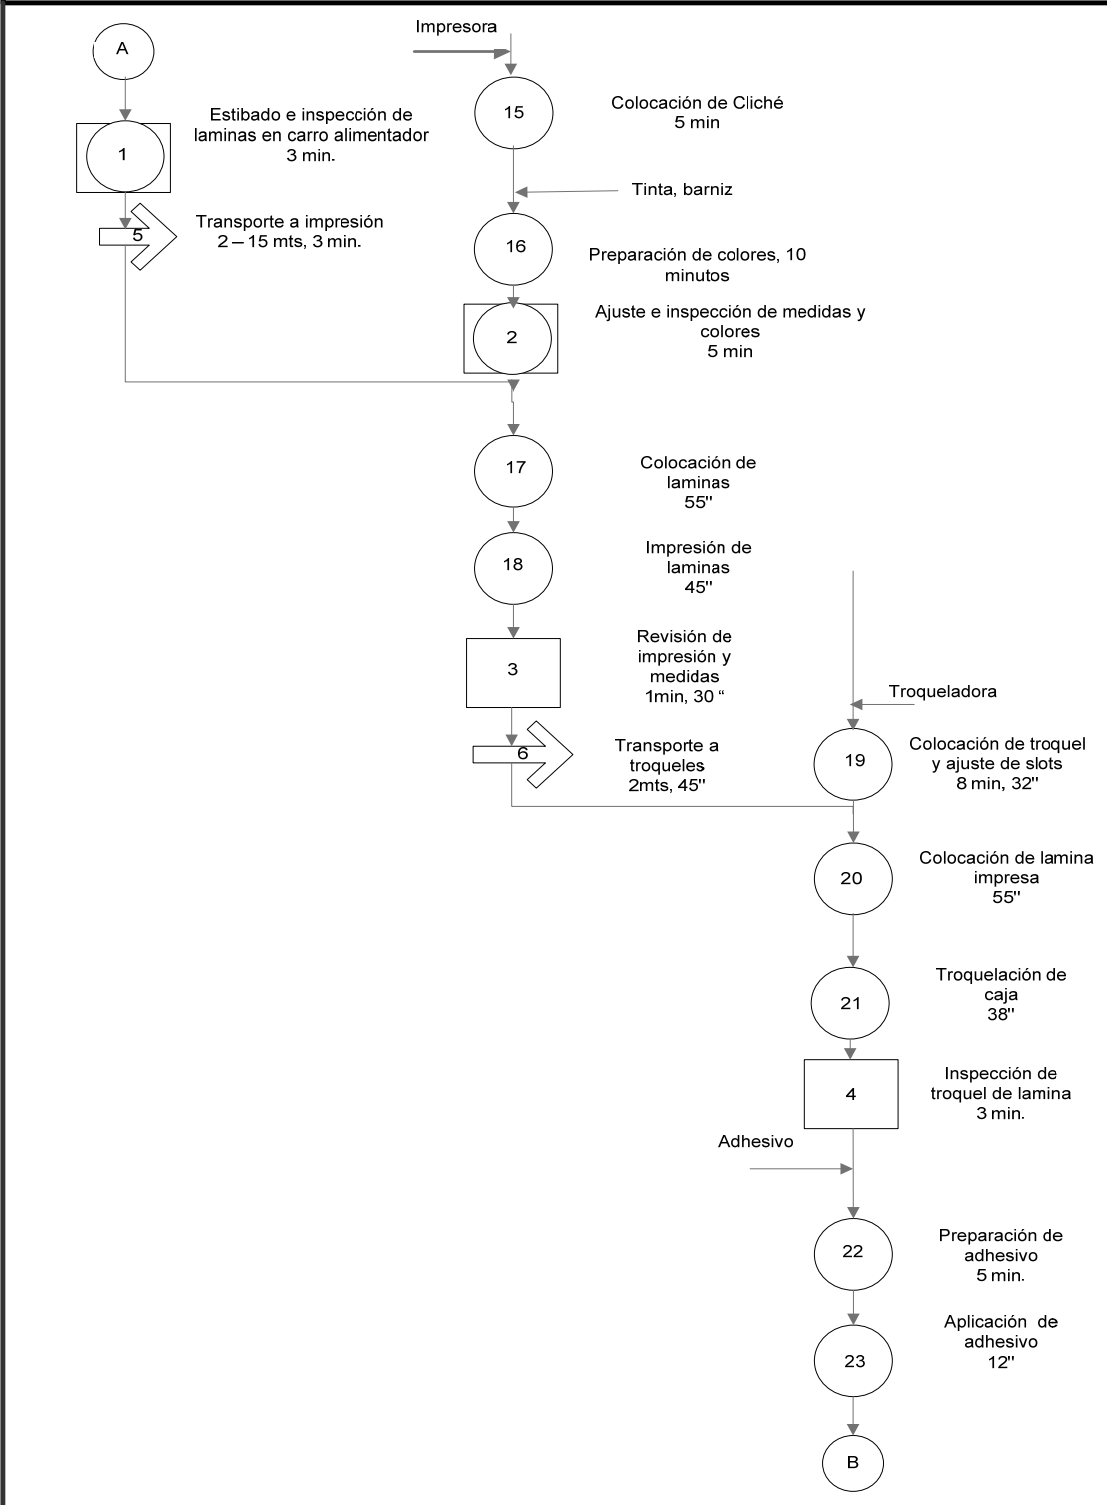 A
1
Estibado e inspección de
laminas en carro alimentador
3 min.
5
Transporte a impresión
2 – 15 mts, 3 min.
Impresora
15
Colocación de Cliché
5 min
Tinta, barniz
16
Preparación de colores, 10
minutos
2
Ajuste e inspección de medidas y
colores
5 min
17
Colocación de
laminas
55"
18
Impresión de
laminas
45"
3
Revisión de
impresión y
medidas
1min, 30 “
6
Transporte a
troqueles
2mts, 45"
Troqueladora
19
Colocación de troquel
y ajuste de slots
8 min, 32"
20
Colocación de lamina
impresa
55"
21
Troquelación de
caja
38"
4
Inspección de
troquel de lamina
3 min.
Adhesivo
22
Preparación de
adhesivo
5 min.
23
Aplicación de
adhesivo
12"
B